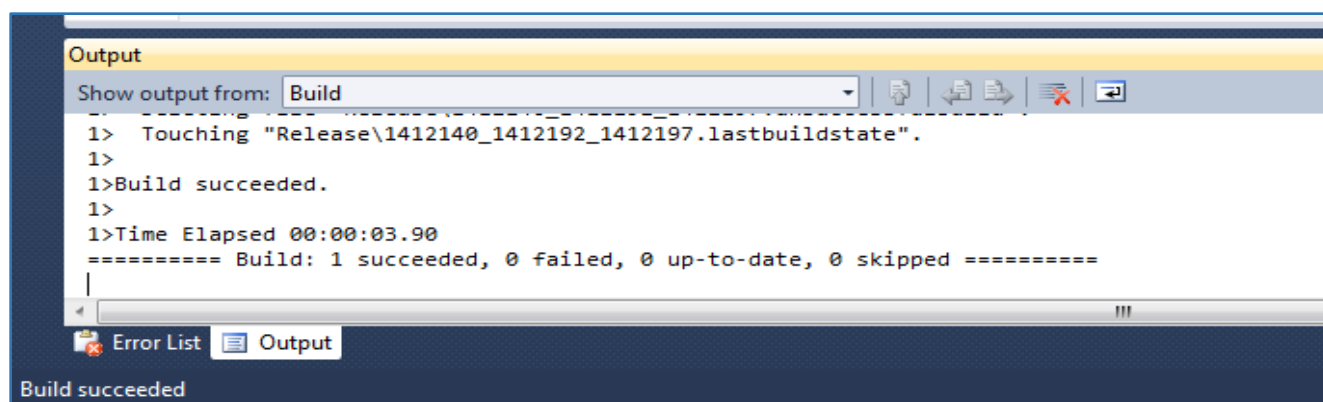 Output
Show output from: Build
1> Touching "Release\1412140_1412192_1412197.lastbuildstate".
1>
1>Build succeeded.
1>
1>Time Elapsed 00:00:03.90
========== Build: 1 succeeded, 0 failed, 0 up-to-date, 0 skipped ==========
Error List Output
Build succeeded